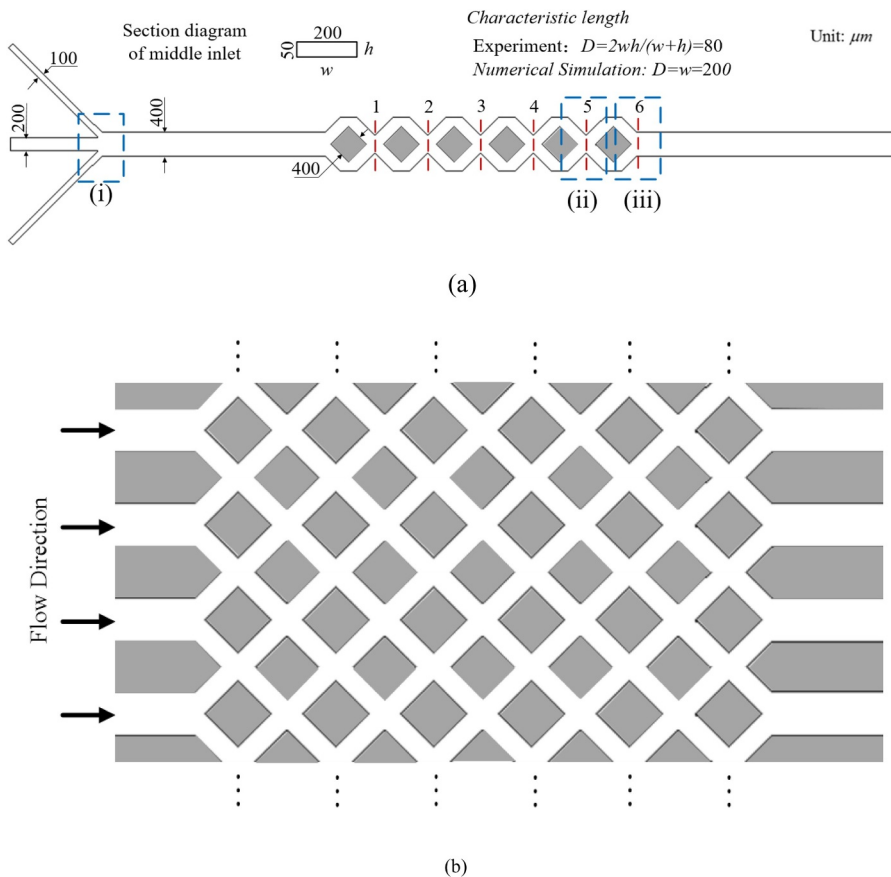 Section diagram
of middle inlet
200
50
h
w
Characteristic length
Experiment：D=2wh/(w+h)=80
Numerical Simulation: D=w=200
Unit: μm
100
200
400
1
2
3
4
5
6
400
(i)
(ii)
(iii)
(a)
Flow Direction
(b)